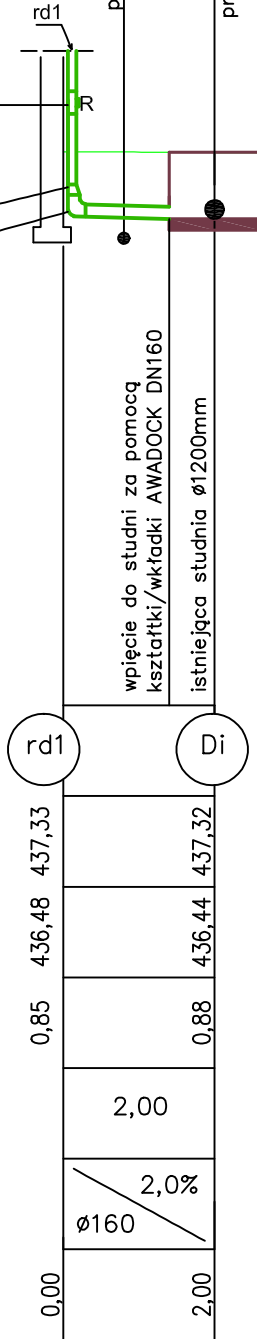 rd1
R
wpięcie do studni za pomocą
kształtki/wkładki AWADOCK DN160
istniejąca studnia ø1200mm
rd1
Di
437,33
437,32
436,48
436,44
0,85
0,88
2,00
2,0%
ø160
0,00
2,00